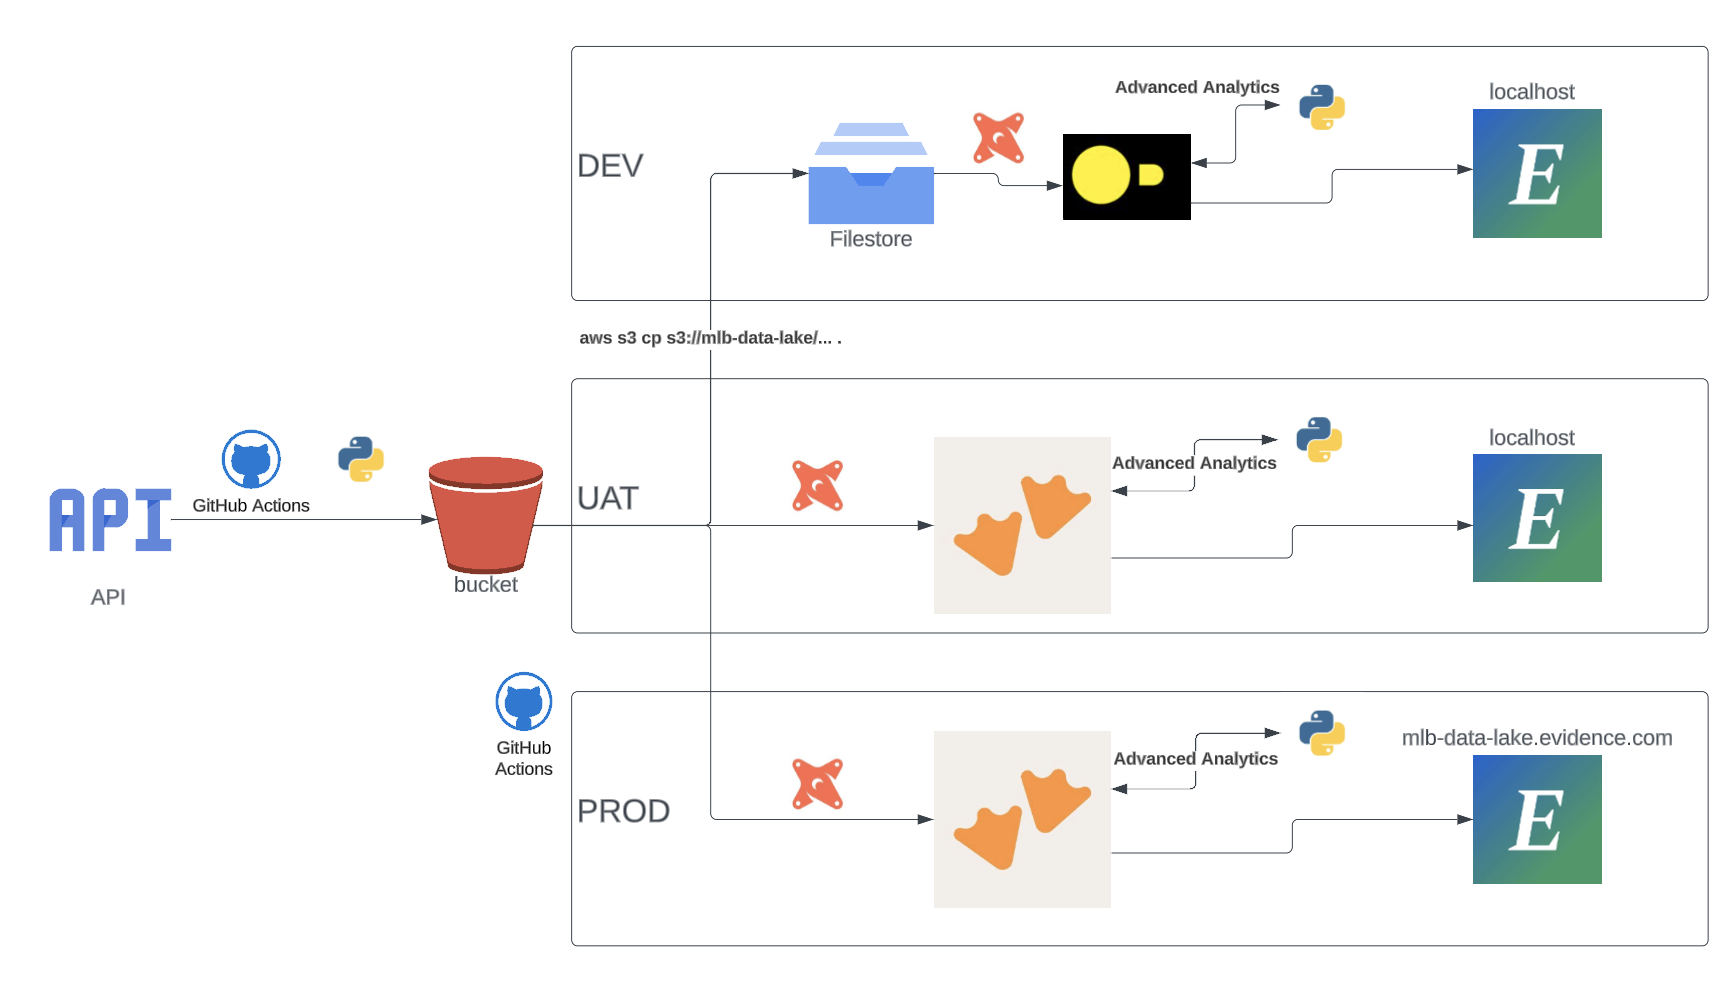 Advanced Analytics
localhost
E
DEV
Filestore
aws s3 cp s3://mlb-data-lake/... .
Advanced Analytics
localhost
E
UAT
GitHub Actions
API
API
bucket
GitHub
Actions
Advanced Analytics
mlb-data-lake.evidence.com
E
PROD